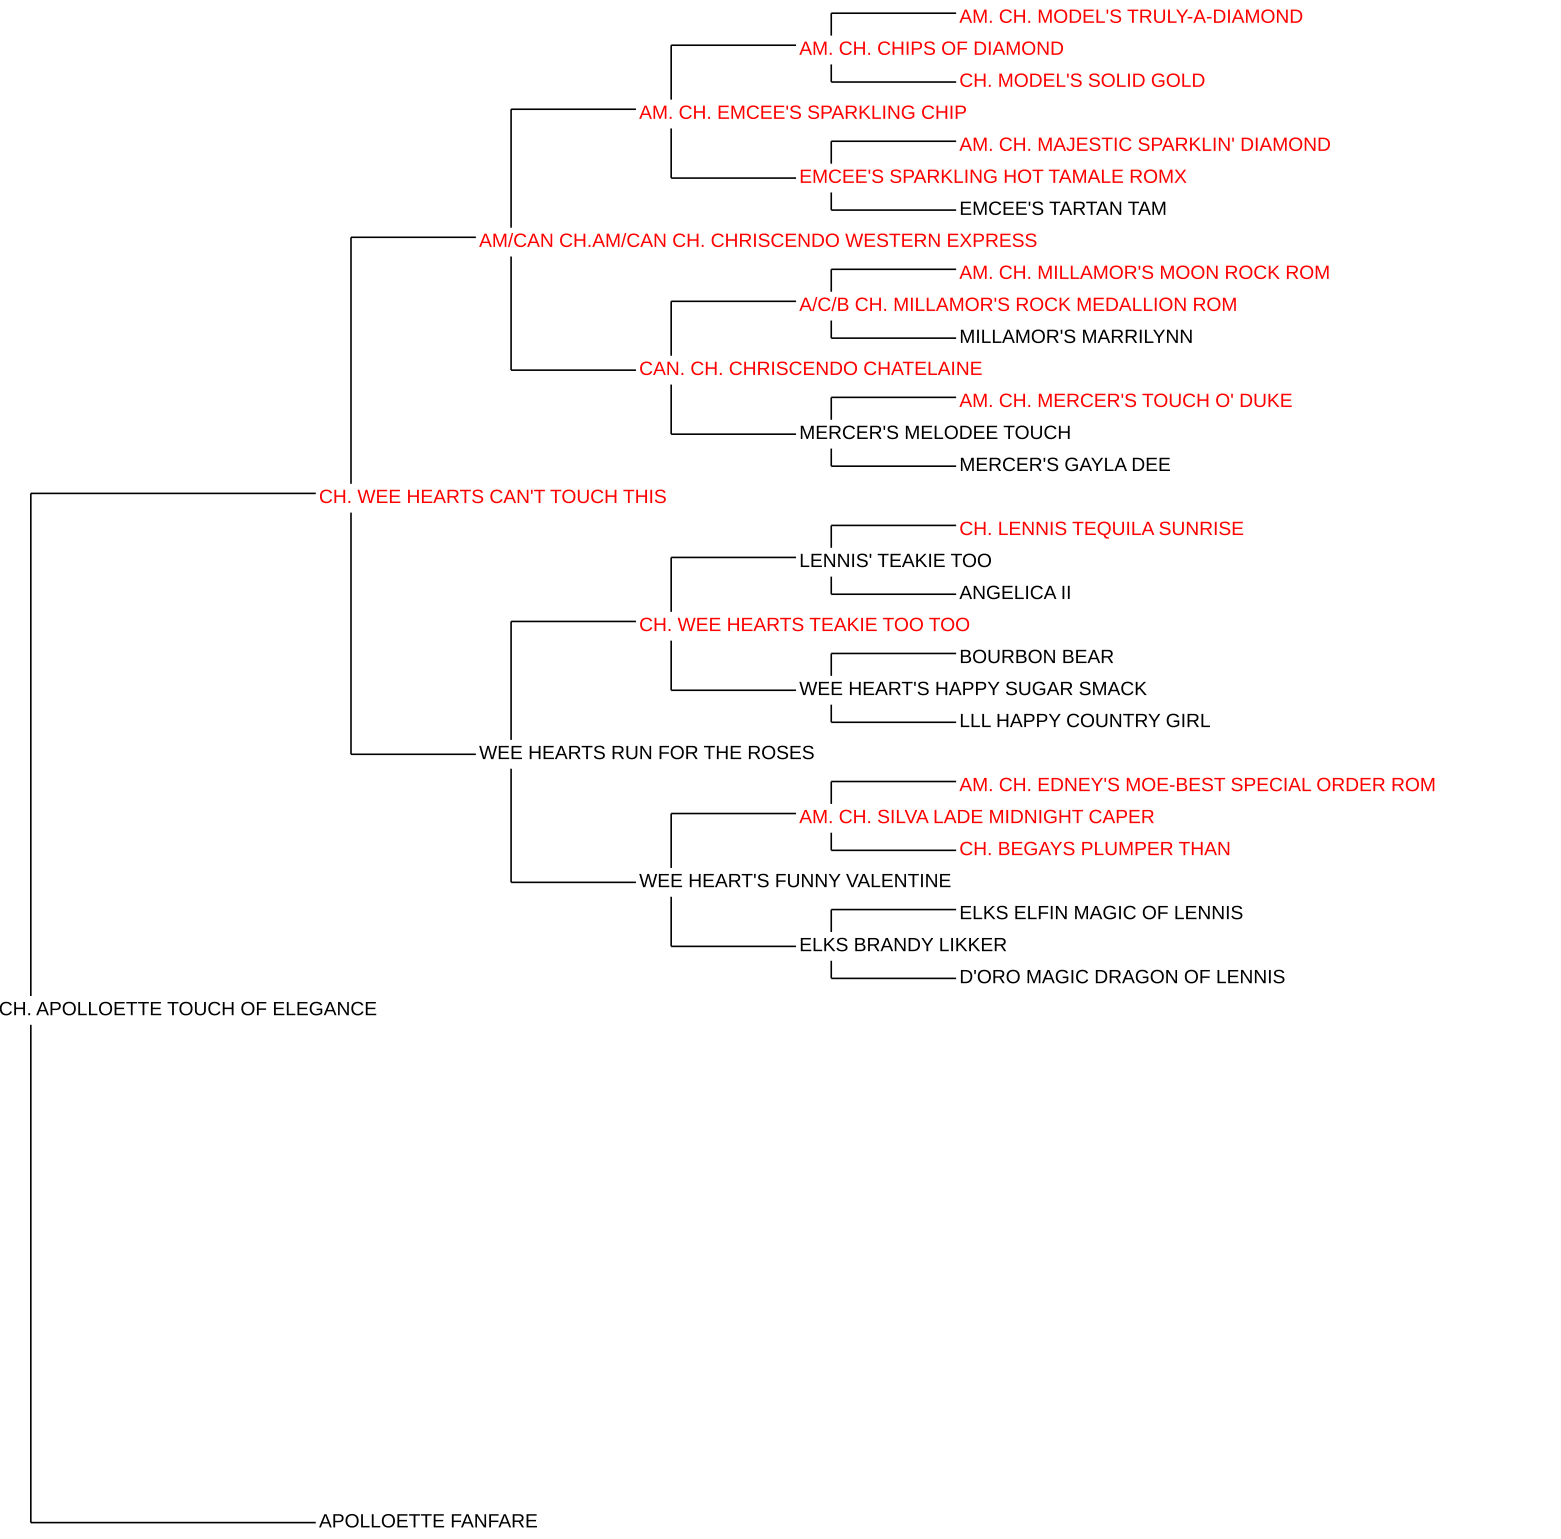 AM. CH. MODEL'S TRULY-A-DIAMOND
AM. CH. CHIPS OF DIAMOND
CH. MODEL'S SOLID GOLD
AM. CH. EMCEE'S SPARKLING CHIP
AM. CH. MAJESTIC SPARKLIN' DIAMOND
EMCEE'S SPARKLING HOT TAMALE ROMX
EMCEE'S TARTAN TAM
AM/CAN CH.AM/CAN CH. CHRISCENDO WESTERN EXPRESS
AM. CH. MILLAMOR'S MOON ROCK ROM
A/C/B CH. MILLAMOR'S ROCK MEDALLION ROM
MILLAMOR'S MARRILYNN
CAN. CH. CHRISCENDO CHATELAINE
AM. CH. MERCER'S TOUCH O' DUKE
MERCER'S MELODEE TOUCH
MERCER'S GAYLA DEE
CH. WEE HEARTS CAN'T TOUCH THIS
CH. LENNIS TEQUILA SUNRISE
LENNIS' TEAKIE TOO
ANGELICA II
CH. WEE HEARTS TEAKIE TOO TOO
BOURBON BEAR
WEE HEART'S HAPPY SUGAR SMACK
LLL HAPPY COUNTRY GIRL
WEE HEARTS RUN FOR THE ROSES
AM. CH. EDNEY'S MOE-BEST SPECIAL ORDER ROM
AM. CH. SILVA LADE MIDNIGHT CAPER
CH. BEGAYS PLUMPER THAN
WEE HEART'S FUNNY VALENTINE
ELKS ELFIN MAGIC OF LENNIS
ELKS BRANDY LIKKER
D'ORO MAGIC DRAGON OF LENNIS
CH. APOLLOETTE TOUCH OF ELEGANCE
APOLLOETTE FANFARE